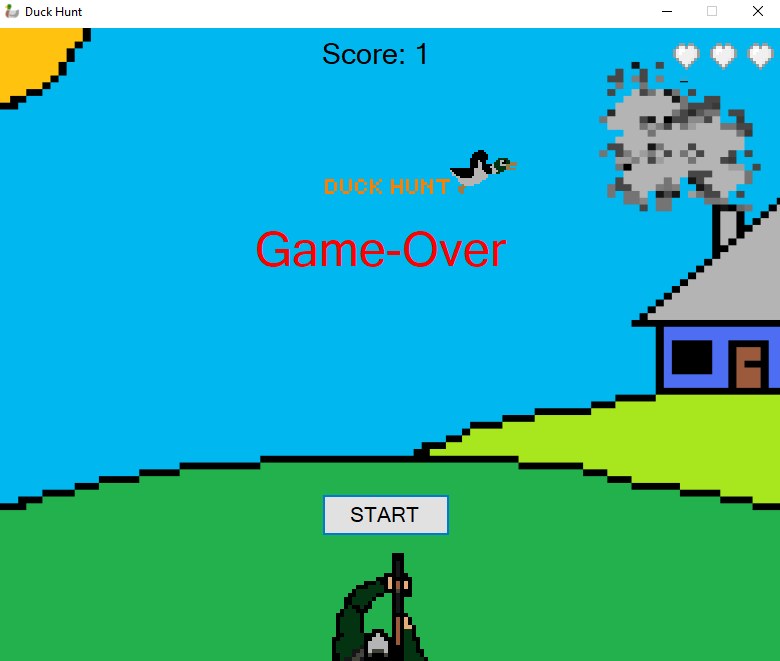 Duck Hunt
Score: 1
DUCK HUNT
Game-Over
START